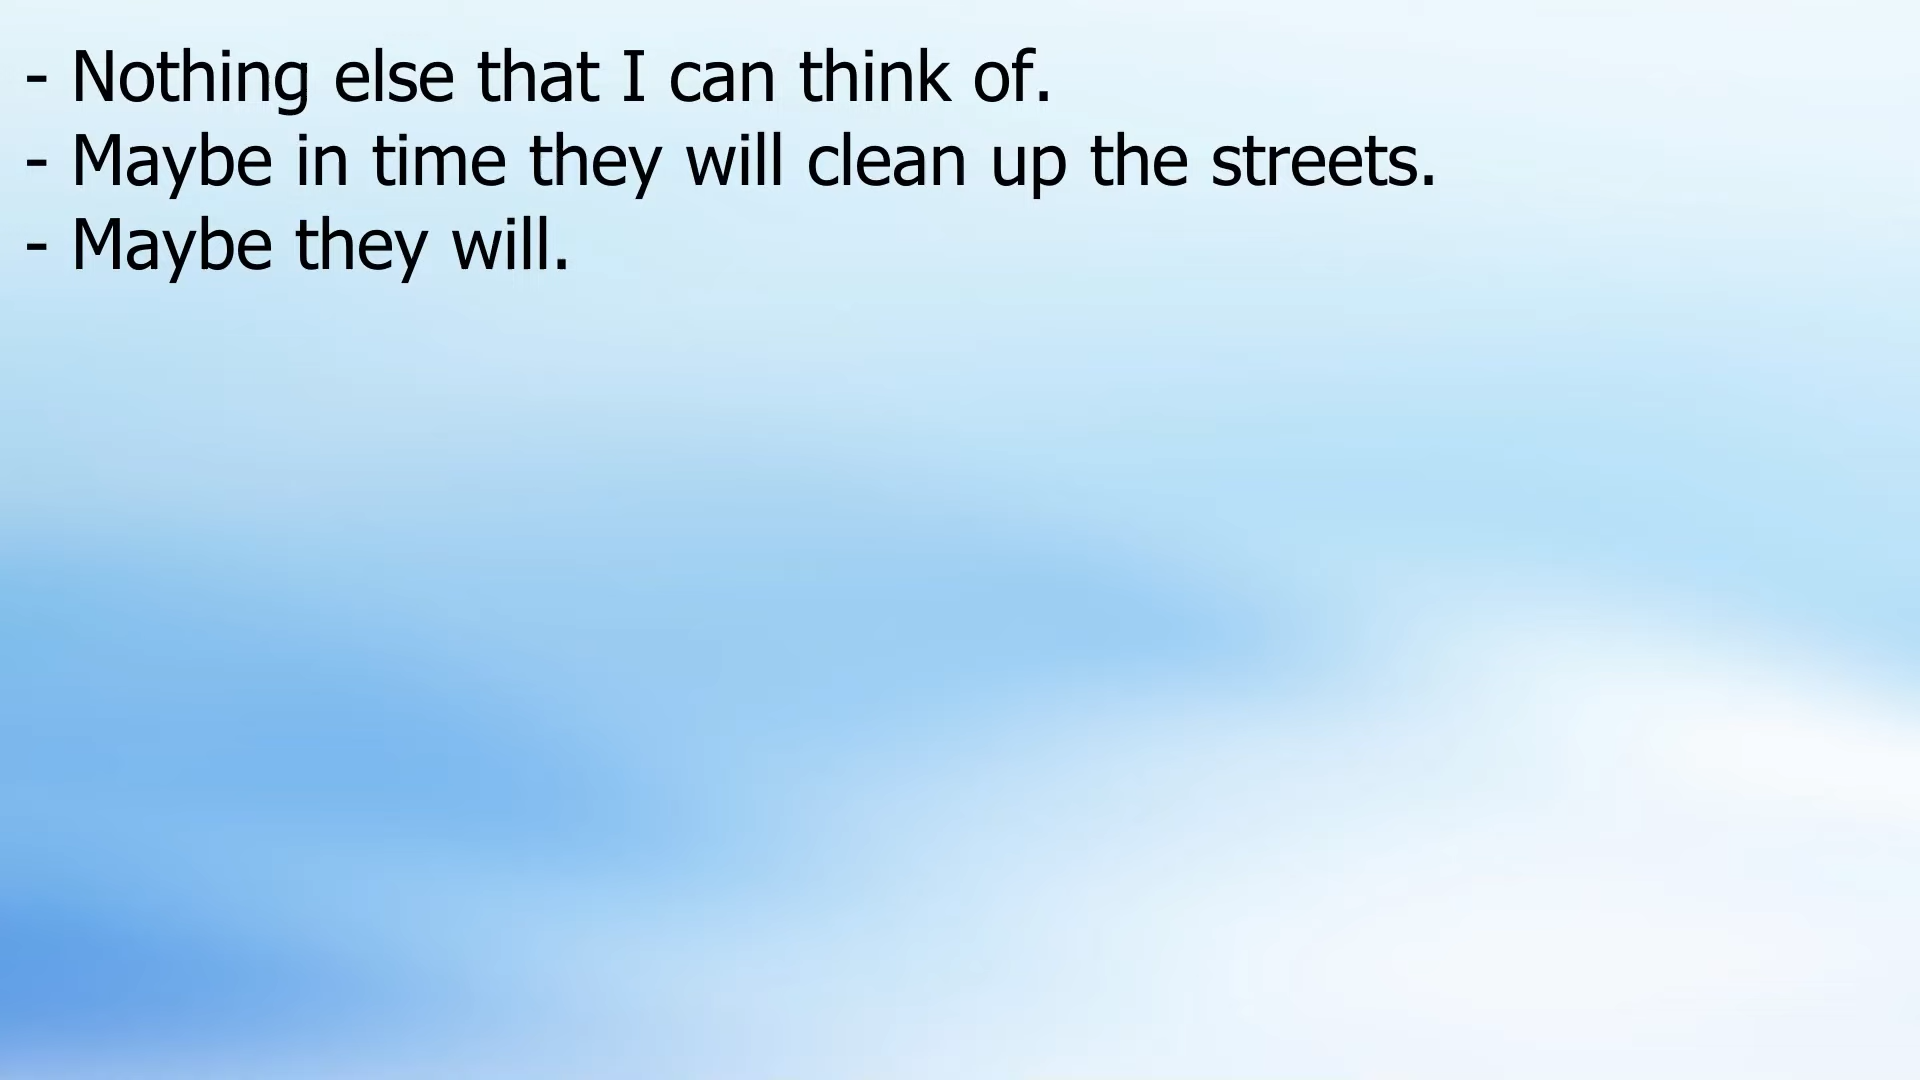 - Nothing else that I can think of.
- Maybe in time they will clean up the streets.
- Maybe they will.